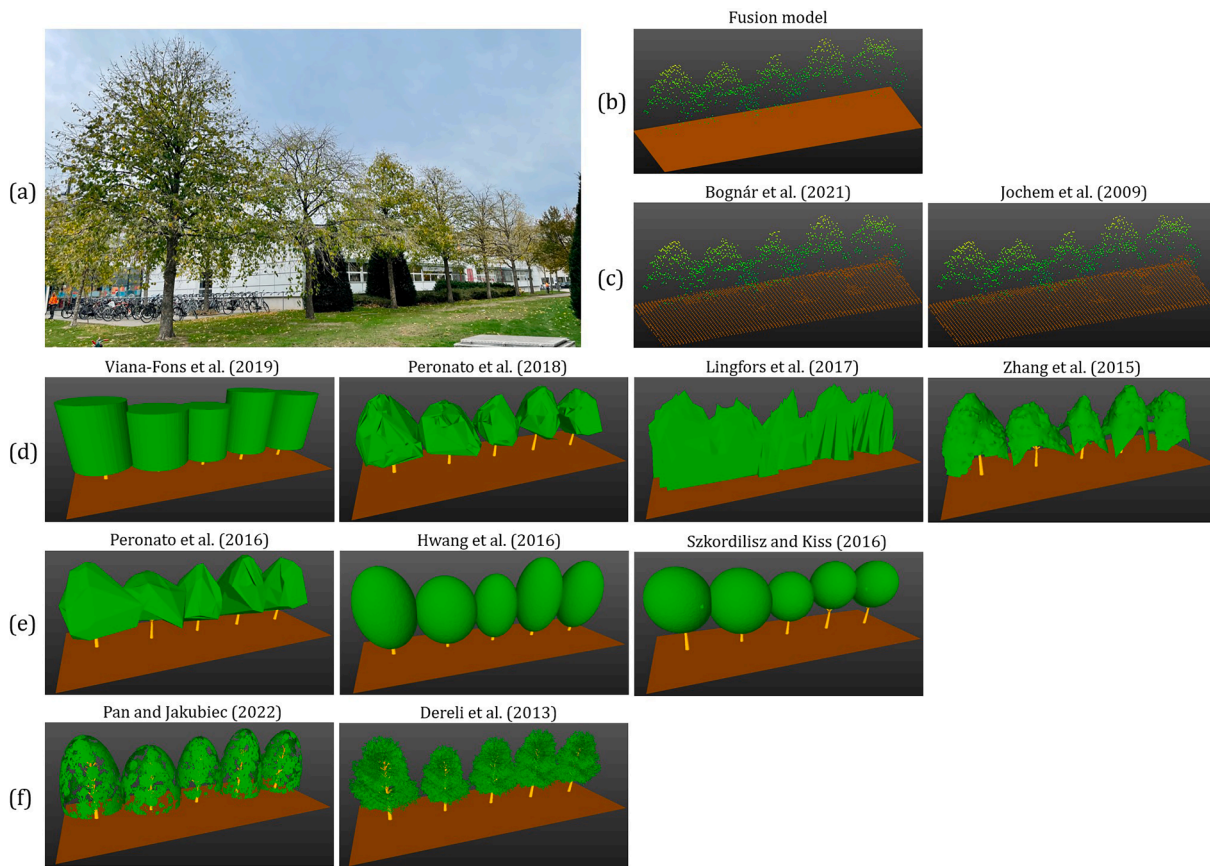 Fusion model
(a)
(b)
Bognár et al. (2021)
Jochem et al. (2009)
(c)
Viana-Fons et al. (2019)
Peronato et al. (2018)
Lingfors et al. (2017)
Zhang et al. (2015)
(d)
Peronato et al. (2016)
Hwang et al. (2016)
Szkordilisz and Kiss (2016)
(e)
Pan and Jakubiec (2022)
Dereli et al. (2013)
(f)